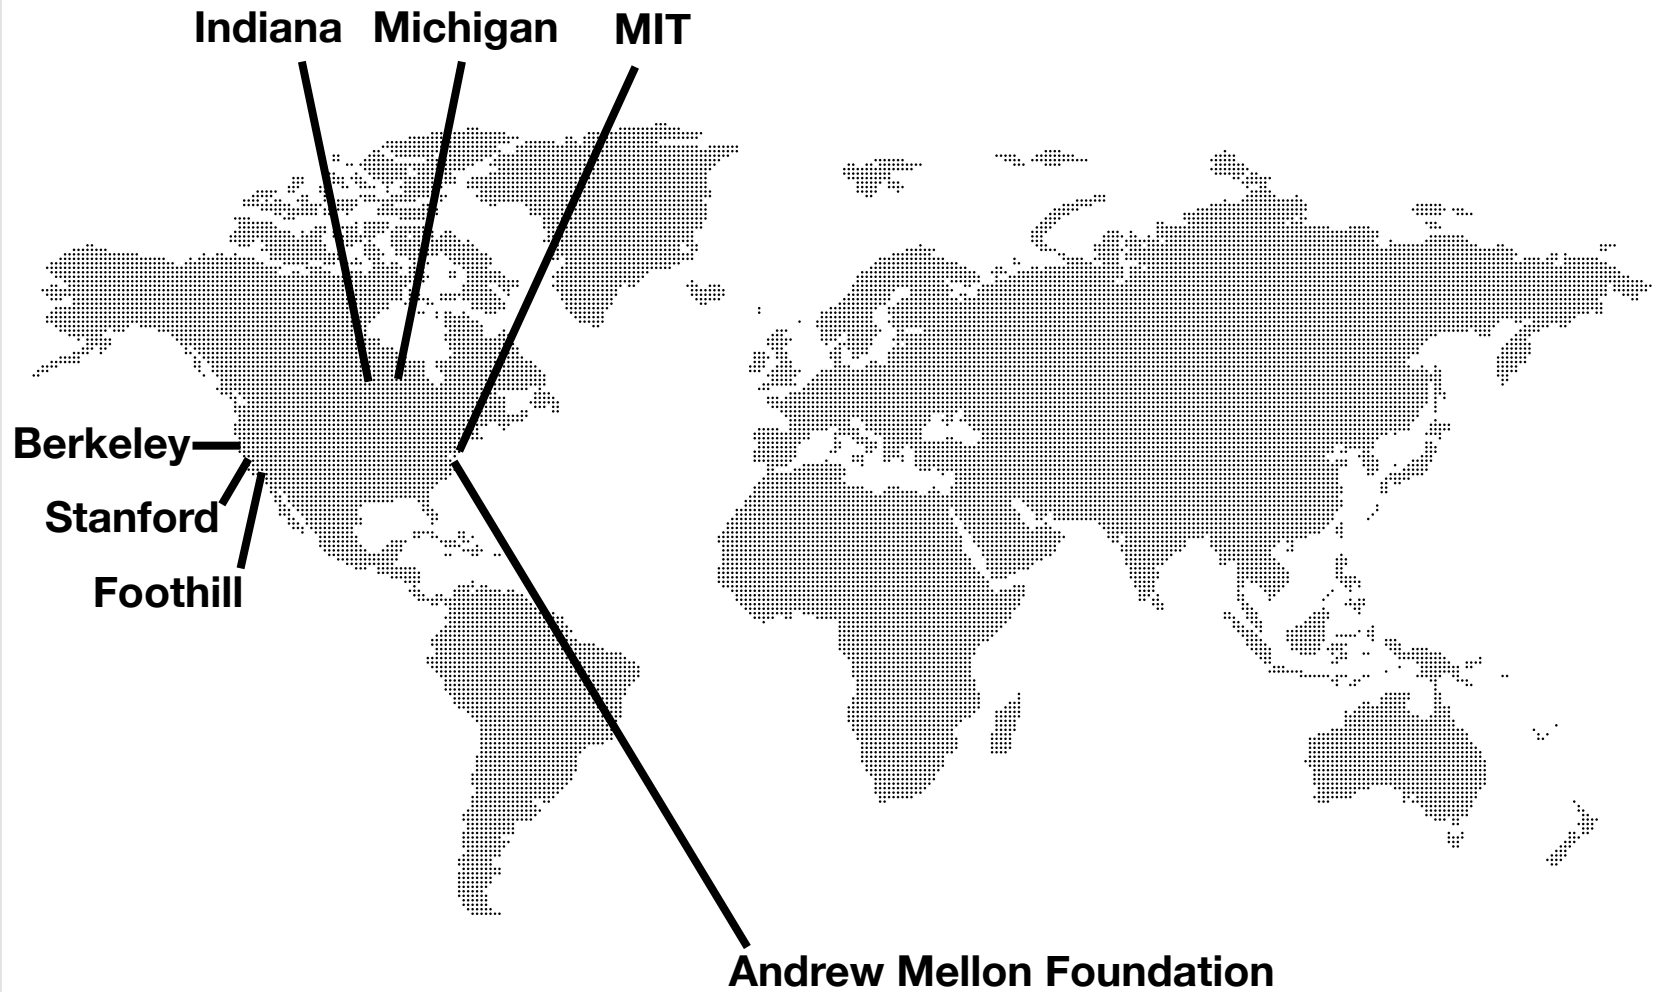 Indiana
Michigan
MIT
Berkeley
Stanford
Foothill
Andrew Mellon Foundation